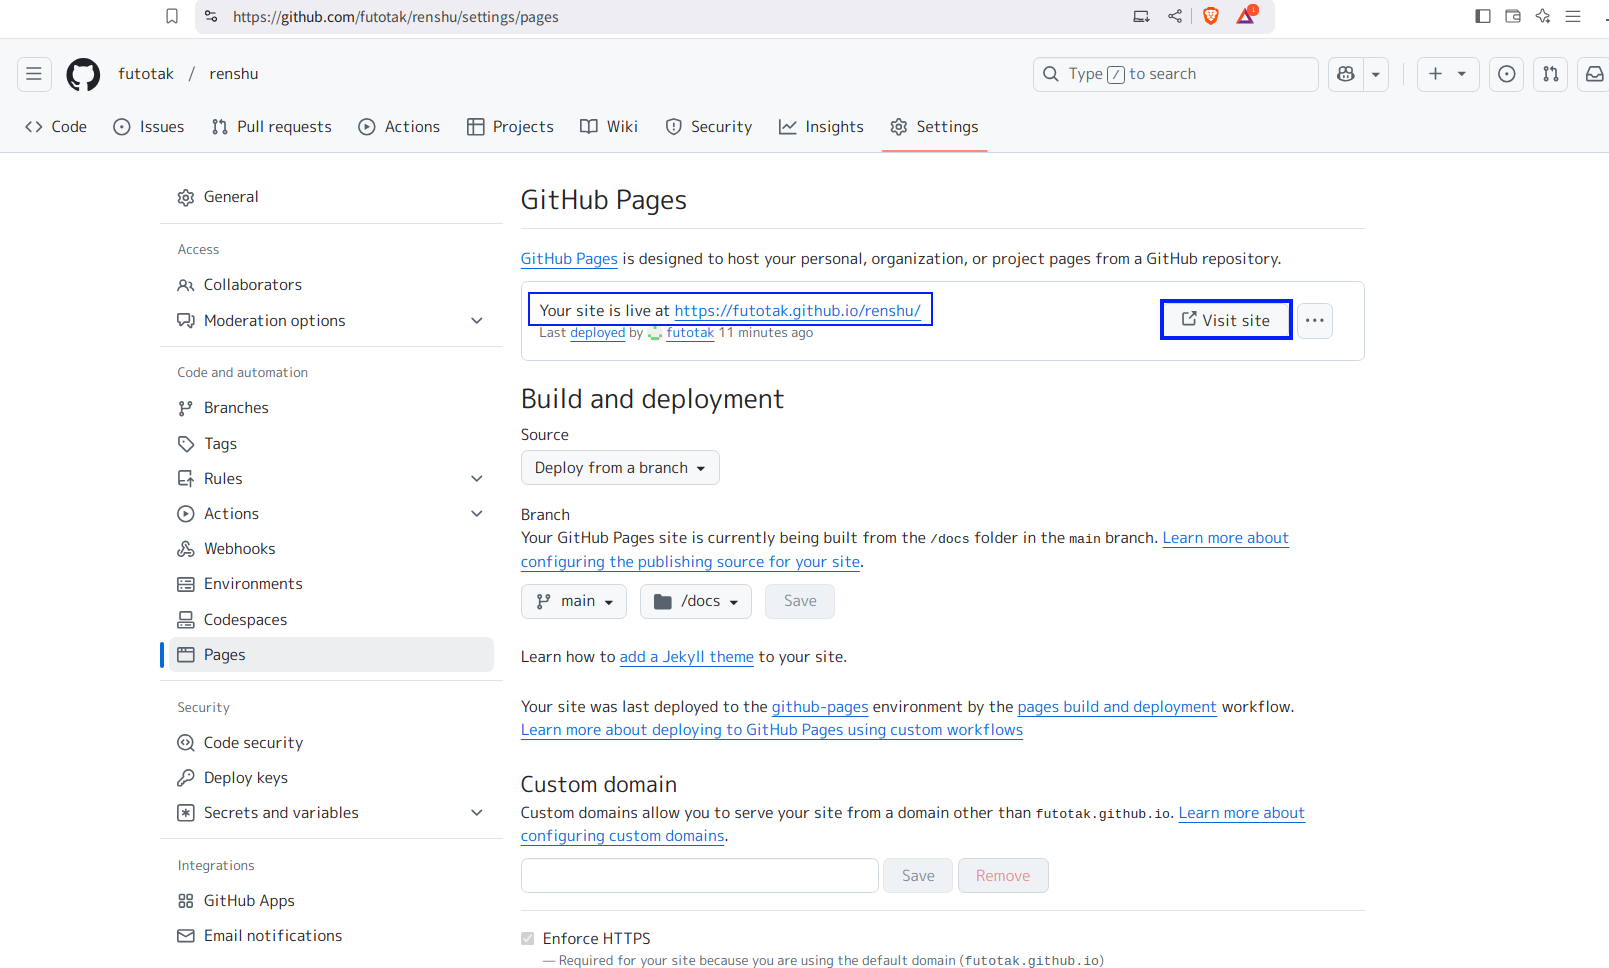 https://github.com/futotak/renshu/settings/pages
1
futotak / renshu
Type / to search
Code
Issues
Pull requests
Actions
Projects
Wiki
Security
Insights
Settings
General
Access
Collaborators
Moderation options
Code and automation
Branches
Tags
Rules
Actions
Webhooks
Environments
Codespaces
Pages
Security
Code security
Deploy keys
Secrets and variables
Integrations
GitHub Apps
Email notifications
GitHub Pages
GitHub Pages is designed to host your personal, organization, or project pages from a GitHub repository.
Your site is live at https://futotak.github.io/renshu/
Last deployed by futotak 11 minutes ago
Visit site
Build and deployment
Source
Deploy from a branch
Branch
Your GitHub Pages site is currently being built from the /docs folder in the main branch. Learn more about
configuring the publishing source for your site.
main
/docs
Save
Learn how to add a Jekyll theme to your site.
Your site was last deployed to the github-pages environment by the pages build and deployment workflow.
Learn more about deploying to GitHub Pages using custom workflows
Custom domain
Custom domains allow you to serve your site from a domain other than futotak.github.io. Learn more about
configuring custom domains.
Save
Remove
Enforce HTTPS
— Required for your site because you are using the default domain (futotak.github.io)